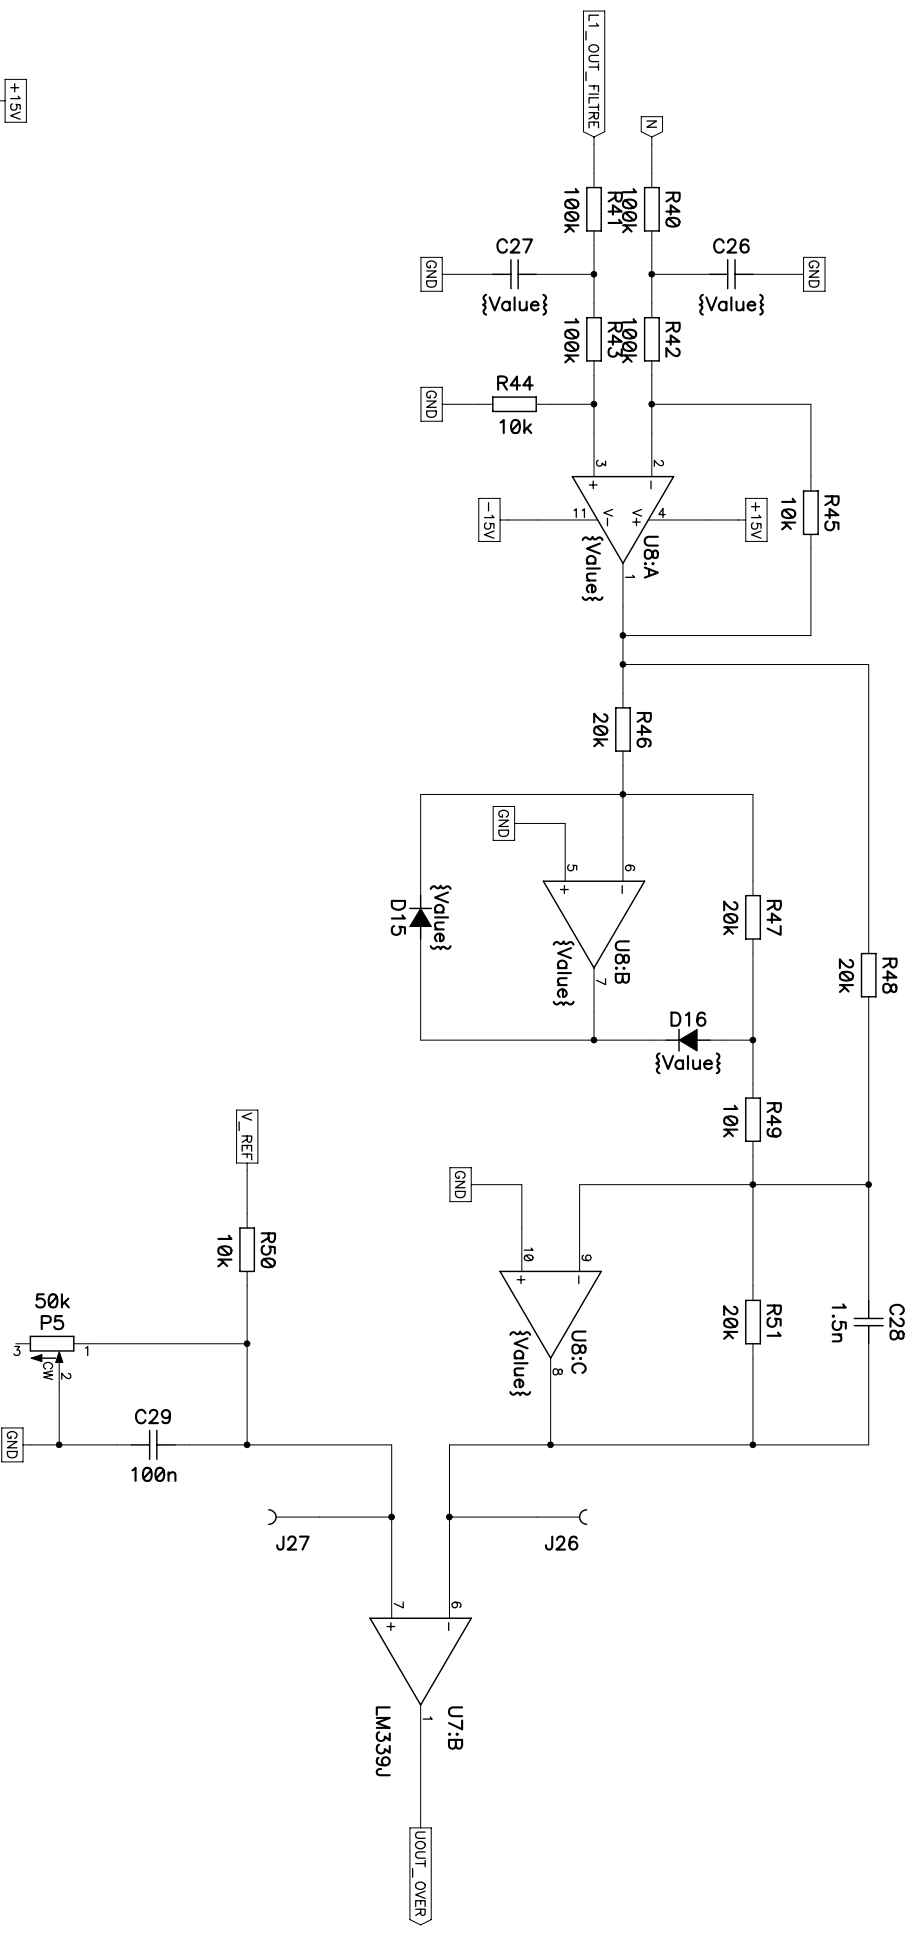 +15V
L1_OUT_FILTRE
N
R40
100k
R41
100k
C27
{Value}
GND
C26
{Value}
GND
R42
100k
R43
100k
R44
10k
GND
R45
10k
2
3
-
+
4
V+
11
V-
+15V
-15V
U8:A
{Value}
1
R46
20k
GND
6
5
-
+
U8:B
{Value}
7
D15
{Value}
R47
20k
R48
20k
D16
{Value}
R49
10k
GND
9
10
-
+
U8:C
{Value}
8
R51
20k
C28
1.5n
V_REF
R50
10k
50k
P5
3
1
CW
2
GND
C29
100n
J27
J26
6
7
-
+
U7:B
LM339J
1
UOUT_OVER